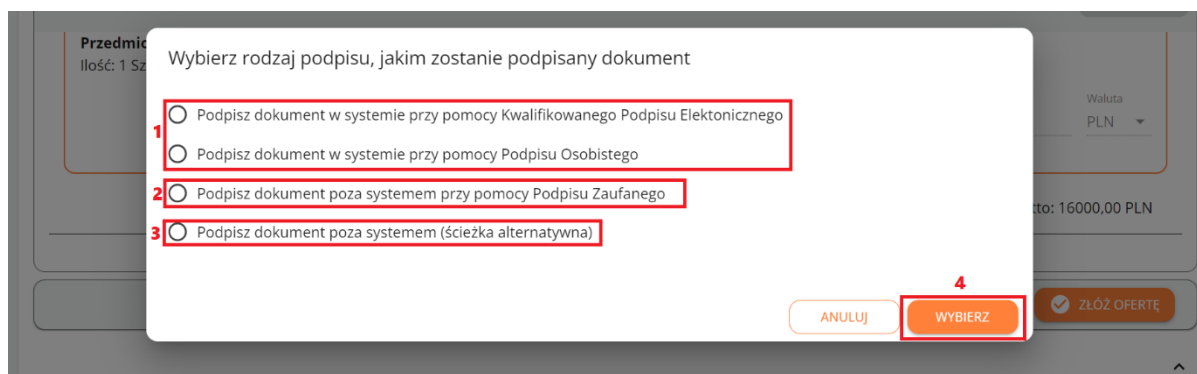 Przedmio
Ilość: 1 Sz
Wybierz rodzaj podpisu, jakim zostanie podpisany dokument
1
Podpisz dokument w systemie przy pomocy Kwalifikowanego Podpisu Elektonicznego
Podpisz dokument w systemie przy pomocy Podpisu Osobistego
2 Podpisz dokument poza systemem przy pomocy Podpisu Zaufanego
3 Podpisz dokument poza systemem (ścieżka alternatywna)
Waluta
PLN
tto: 16000,00 PLN
4
ANULUJ WYBIERZ
ZŁÓŻ OFERTĘ